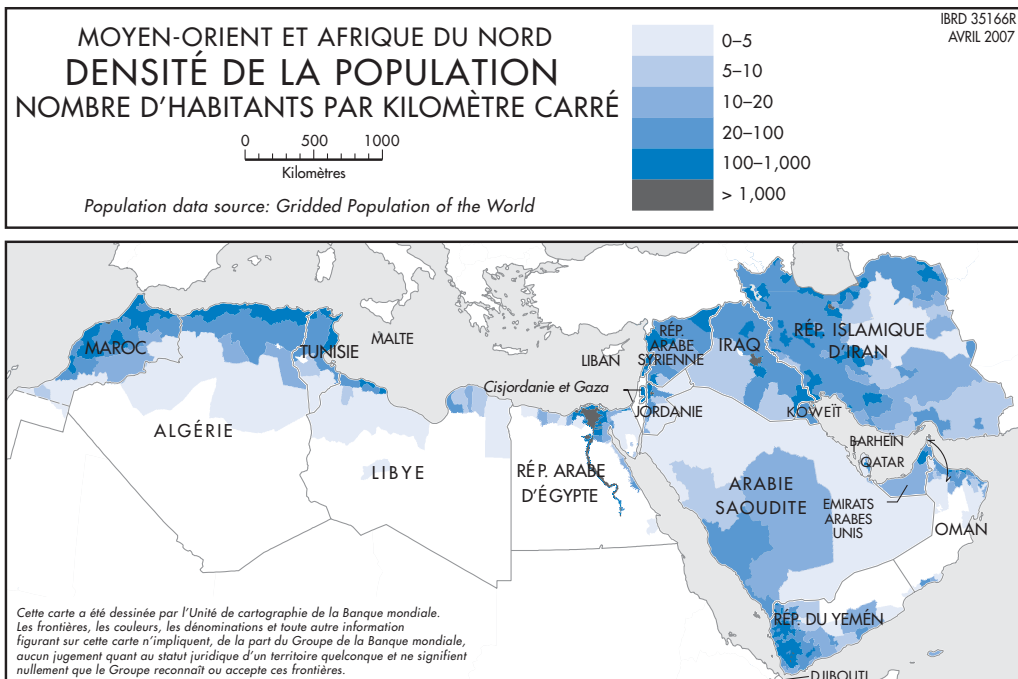 MOYEN-ORIENT ET AFRIQUE DU NORD
DENSITÉ DE LA POPULATION
NOMBRE D'HABITANTS PAR KILOMÈTRE CARRÉ
0 500 1000
Kilomètres
Population data source: Gridded Population of the World
0–5
5–10
10–20
20–100
100–1,000
> 1,000
IBRD 35166R
AVRIL 2007
MAROC
TUNISIE
MALTE
ALGÉRIE
LIBYE
LIBAN
RÉP.
ARABE
SYRIENNE
IRAQ
RÉP. ISLAMIQUE
D'IRAN
Cisjordanie et Gaza
JORDANIE
KOWEÏT
RÉP. ARABE
D'ÉGYPTE
ARABIE
SAOUDITE
BARHEÏN
QATAR
EMIRATS
ARABES
UNIS
OMAN
RÉP. DU YEMÉN
DJIBOUTI
Cette carte a été dessinée par l'Unité de cartographie de la Banque mondiale.
Les frontières, les couleurs, les dénominations et toute autre information
figurant sur cette carte n'impliquent, de la part du Groupe de la Banque mondiale,
aucun jugement quant au statut juridique d'un territoire quelconque et ne signifient
nullement que le Groupe reconnaît ou accepte ces frontières.